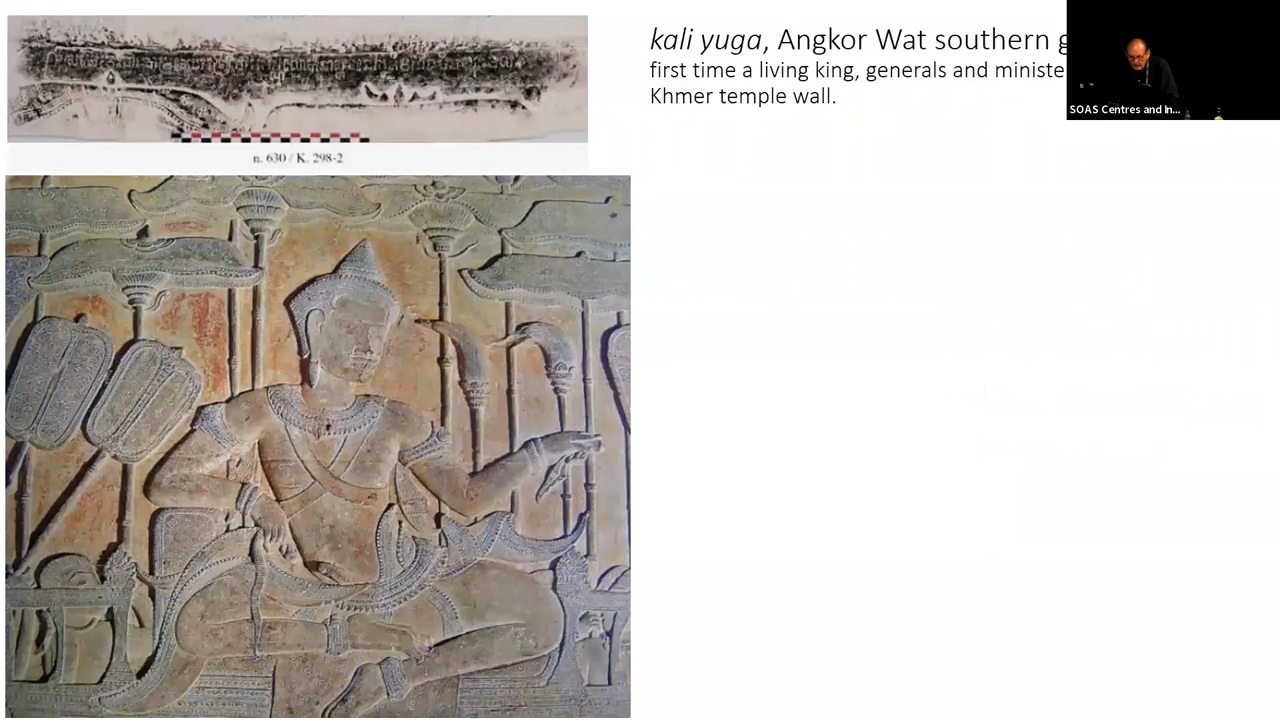 n. 630 / K. 298-2
kali yuga, Angkor Wat southern g
first time a living king, generals and ministe
Khmer temple wall.
SOAS Centres and In...